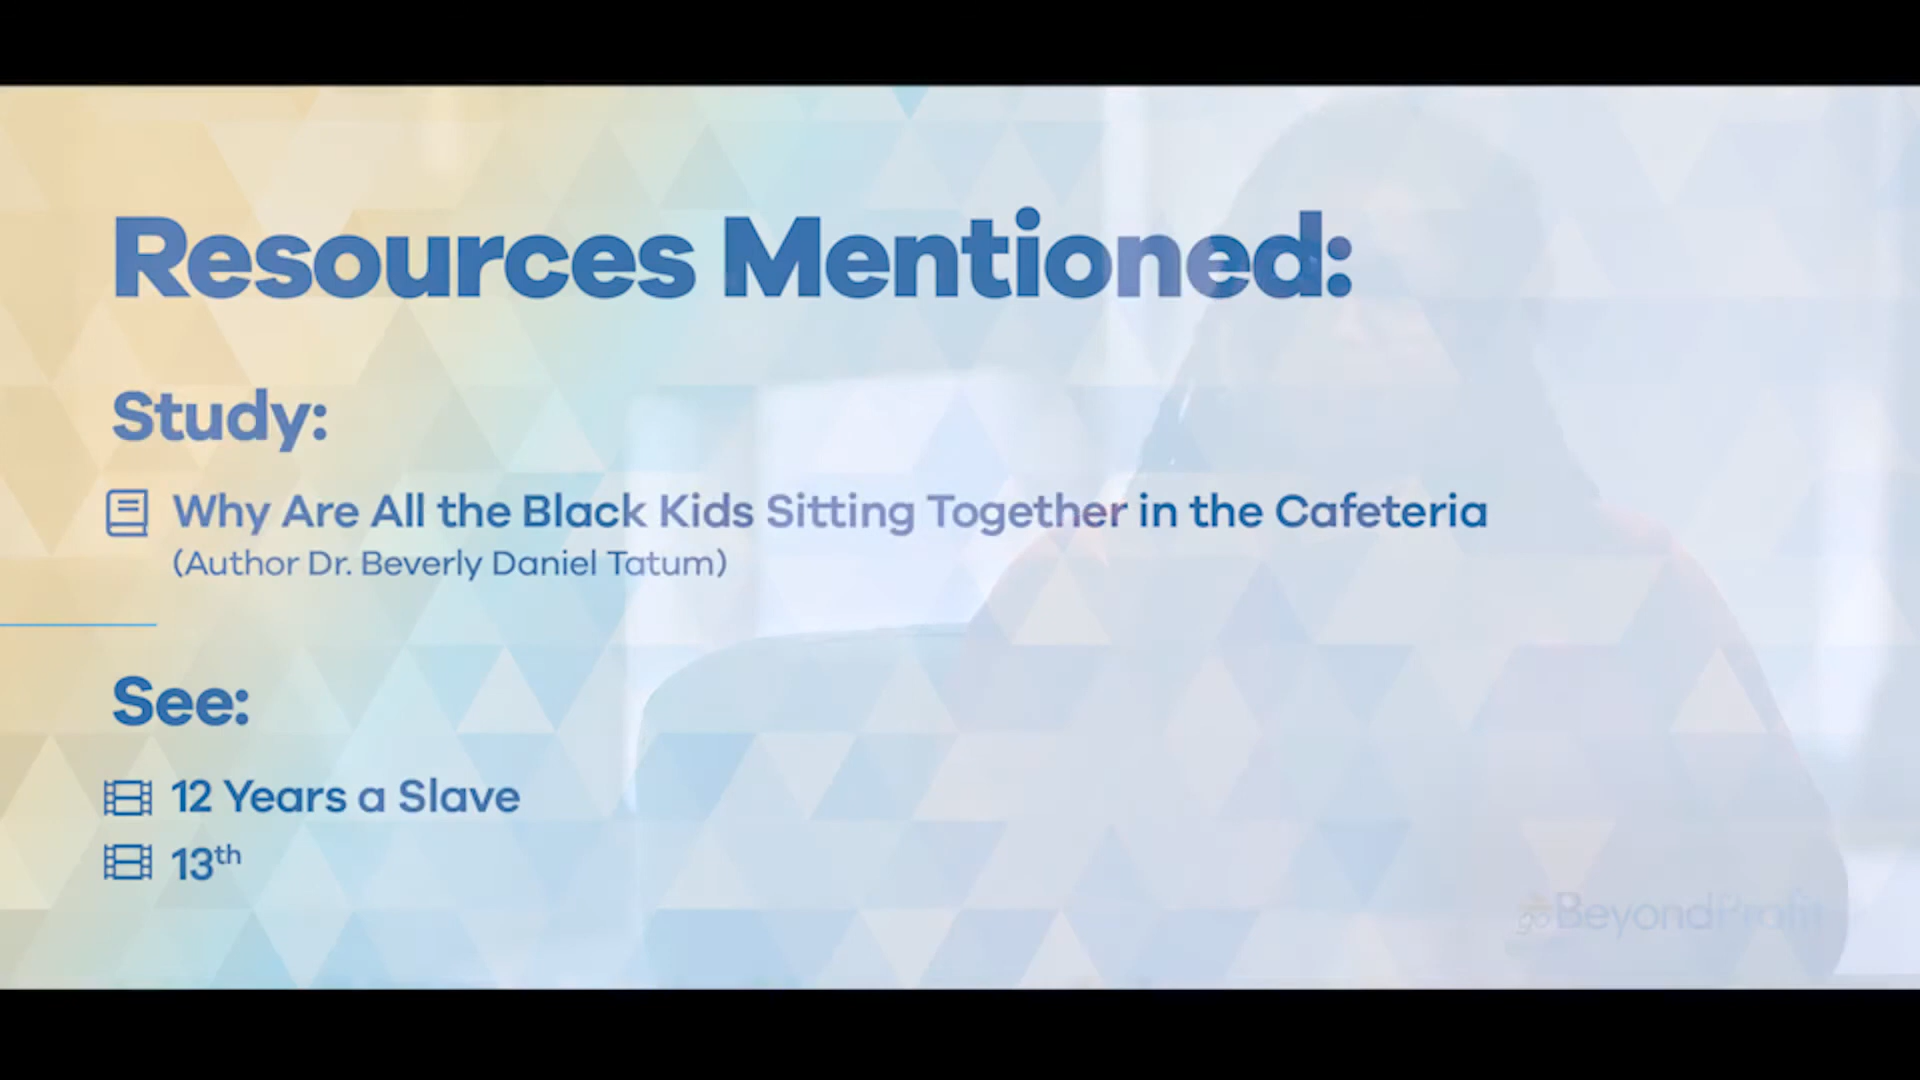 Resources Mentioned:
Study:
Why Are All the Black Kids Sitting Together in the Cafeteria
(Author Dr. Beverly Daniel Tatum)
See:
12 Years a Slave
13th
goBeyondProfit